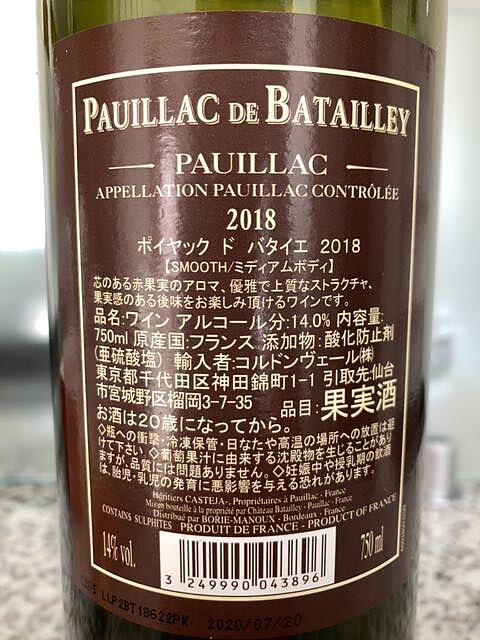 PAUILLAC DE BATAILLEY
PAUILLAC
APPELLATION PAUILLAC CONTRÔLÉE
2018
ポイヤック ド バタイエ 2018
【SMOOTH/ミディアムボディ】
芯のある赤果実のアロマ、優雅で上質なストラクチャ、
果実感のある後味をお楽しみ頂けるワインです。
品名:ワイン アルコール分:14.0% 内容量:
750ml 原産国:フランス 添加物:酸化防止剤
(亜硫酸塩) 輸入者:コルドンヴェール㈱
東京都千代田区神田錦町1-1 引取先:仙台
市宮城野区榴岡3-7-35 品目:果実酒
お酒は20歳になってから。
◇瓶への衝撃・冷凍保管・日なたや高温の場所への放置は避
けて下さい ◇葡萄果汁に由来する沈殿物を生じることがあり
ますが、品質には問題ありません。◇妊娠中や授乳期の飲酒
は、胎児・乳児の発育に悪影響を与える恐れがあります。
Héritiers CASTEJA - Propriétaires à Pauillac - France
Mis en bouteille à la propriété par Château Batailley - Pauillac - France
Distribué par BORIE-MANOUX - Bordeaux - France
CONTAINS SULPHITES PRODUIT DE FRANCE - PRODUCT OF FRANCE
14% vol.
750 ml
3 249990 043896
LLP2BT18622PK 2020/07/20